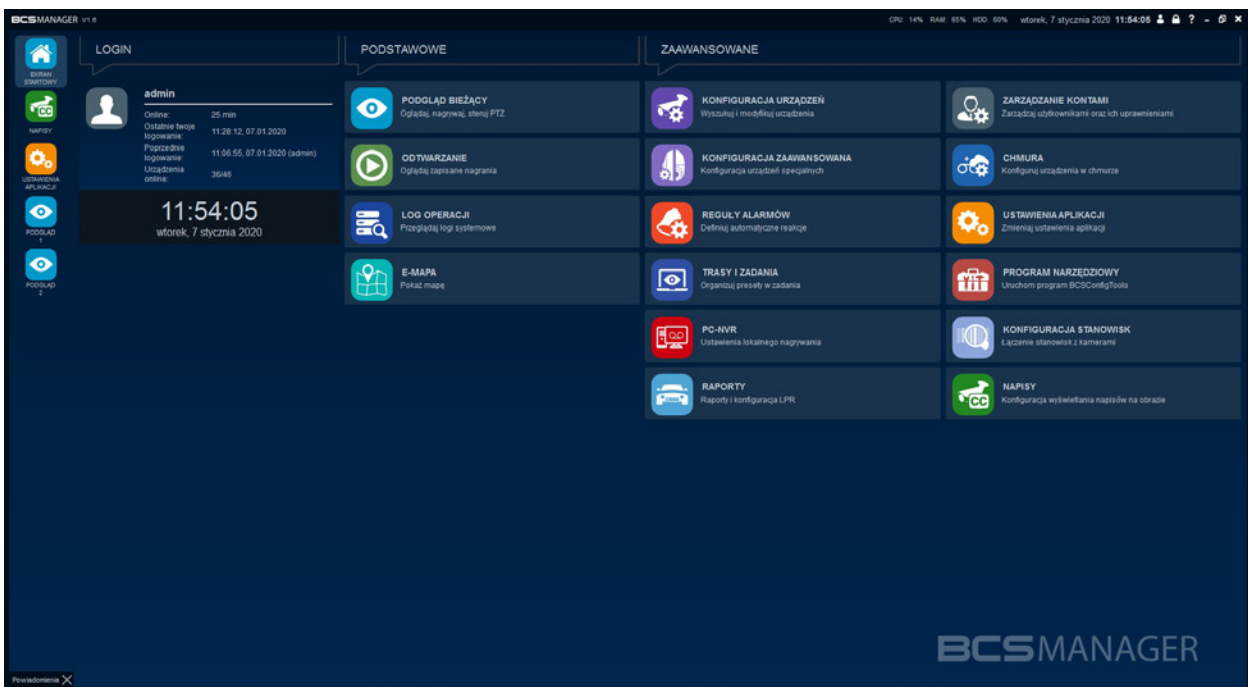 BCSMANAGER V1.6
CPU: 14% RAM: 65% HDD: 60% wtorek, 7 stycznia 2020 11:54:05 ?
EKRAN
STARTOWY
NAPISY
USTAWIENIA
APLIKACJI
PODGLĄD
1
PODGLĄD
2
LOGIN
admin
Online: 25 min
Ostatnie twoje
logowanie: 11:28:12, 07.01.2020
Poprzednie
logowanie: 11:06:55, 07.01.2020 (admin)
Urządzenia
online: 36/46
11:54:05
wtorek, 7 stycznia 2020
PODSTAWOWE
PODGLĄD BIEŻĄCY
Oglądaj, nagrywaj, steruj PTZ
ODTWARZANIE
Oglądaj zapisane nagrania
LOG OPERACJI
Przeglądaj logi systemowe
E-MAPA
Pokaż mapę
ZAAWANSOWANE
KONFIGURACJA URZĄDZEŃ
Wyszukuj i modyfikuj urządzenia
KONFIGURACJA ZAAWANSOWANA
Konfiguracja urządzeń specjalnych
REGUŁY ALARMÓW
Definiuj automatyczne reakcje
TRASY I ZADANIA
Organizuj presety w zadania
PC-NVR
Ustawienia lokalnego nagrywania
RAPORTY
Raporty i konfiguracja LPR
ZARZĄDZANIE KONTAMI
Zarządzaj użytkownikami oraz ich uprawnieniami
CHMURA
Konfiguruj urządzenia w chmurze
USTAWIENIA APLIKACJI
Zmieniaj ustawienia aplikacji
PROGRAM NARZĘDZIOWY
Uruchom program BCSConfigTools
KONFIGURACJA STANOWISK
Łączenie stanowisk z kamerami
CC
NAPISY
Konfiguracja wyświetlania napisów na obrazie
BCSMANAGER
Powiadomienia